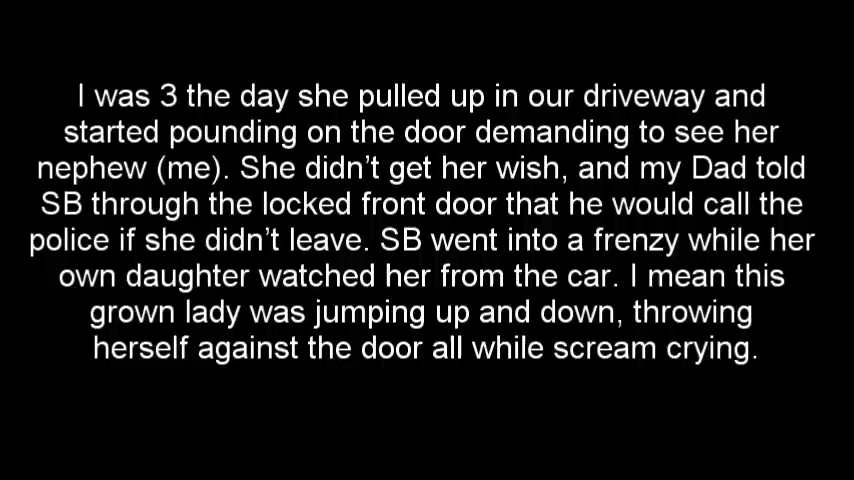 I was 3 the day she pulled up in our driveway and
started pounding on the door demanding to see her
nephew (me). She didn’t get her wish, and my Dad told
SB through the locked front door that he would call the
police if she didn’t leave. SB went into a frenzy while her
own daughter watched her from the car. I mean this
grown lady was jumping up and down, throwing
herself against the door all while scream crying.